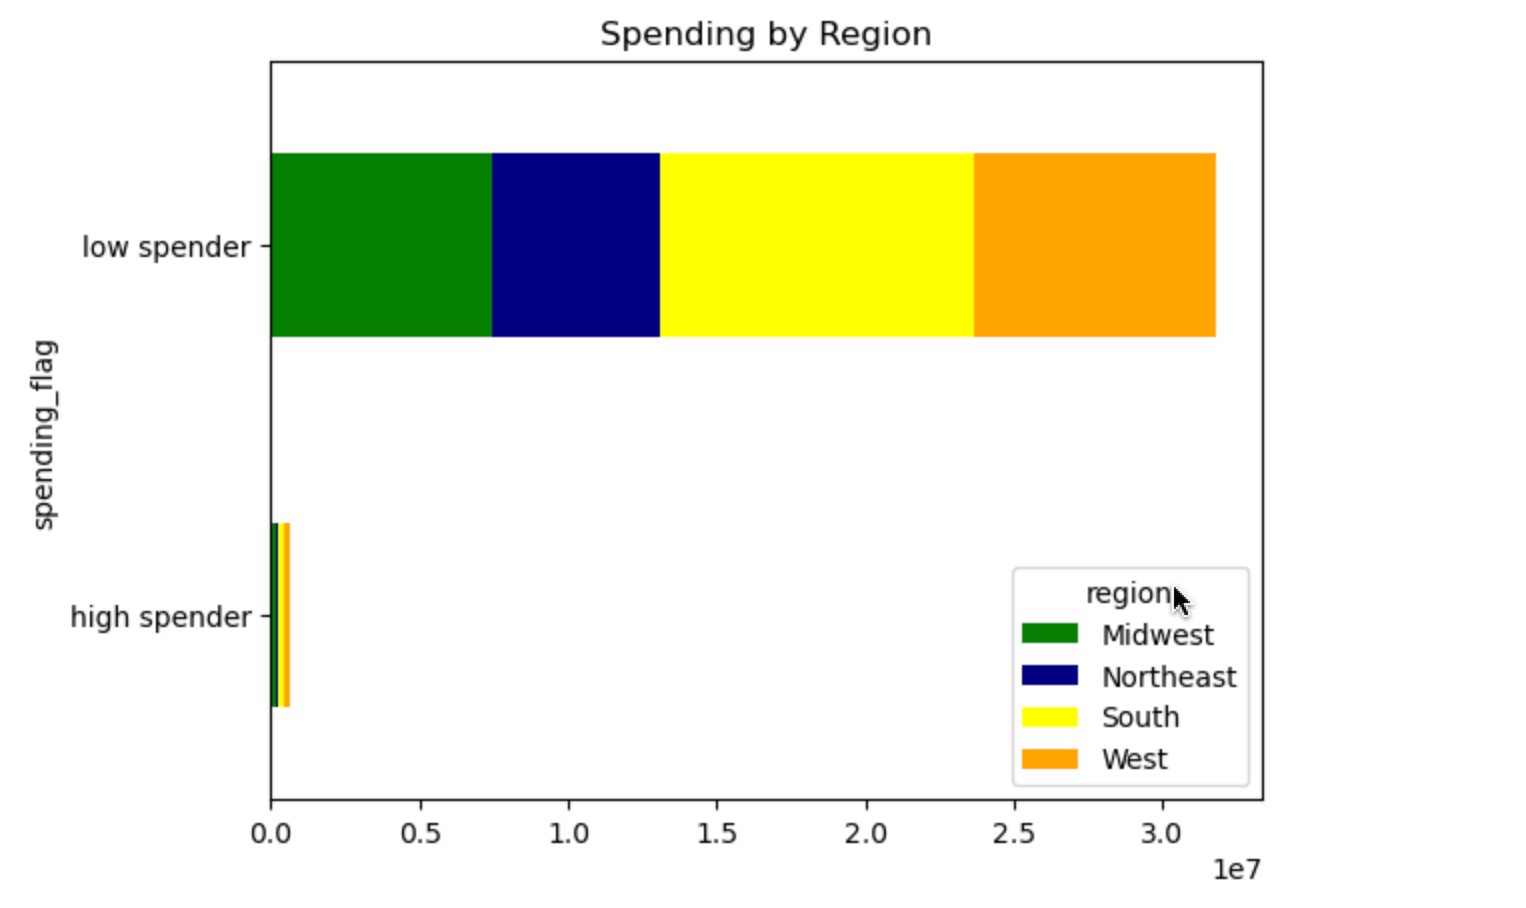 Spending by Region
low spender
spending_flag
high spender
region
Midwest
Northeast
South
West
0.0 0.5 1.0 1.5 2.0 2.5 3.0
1e7